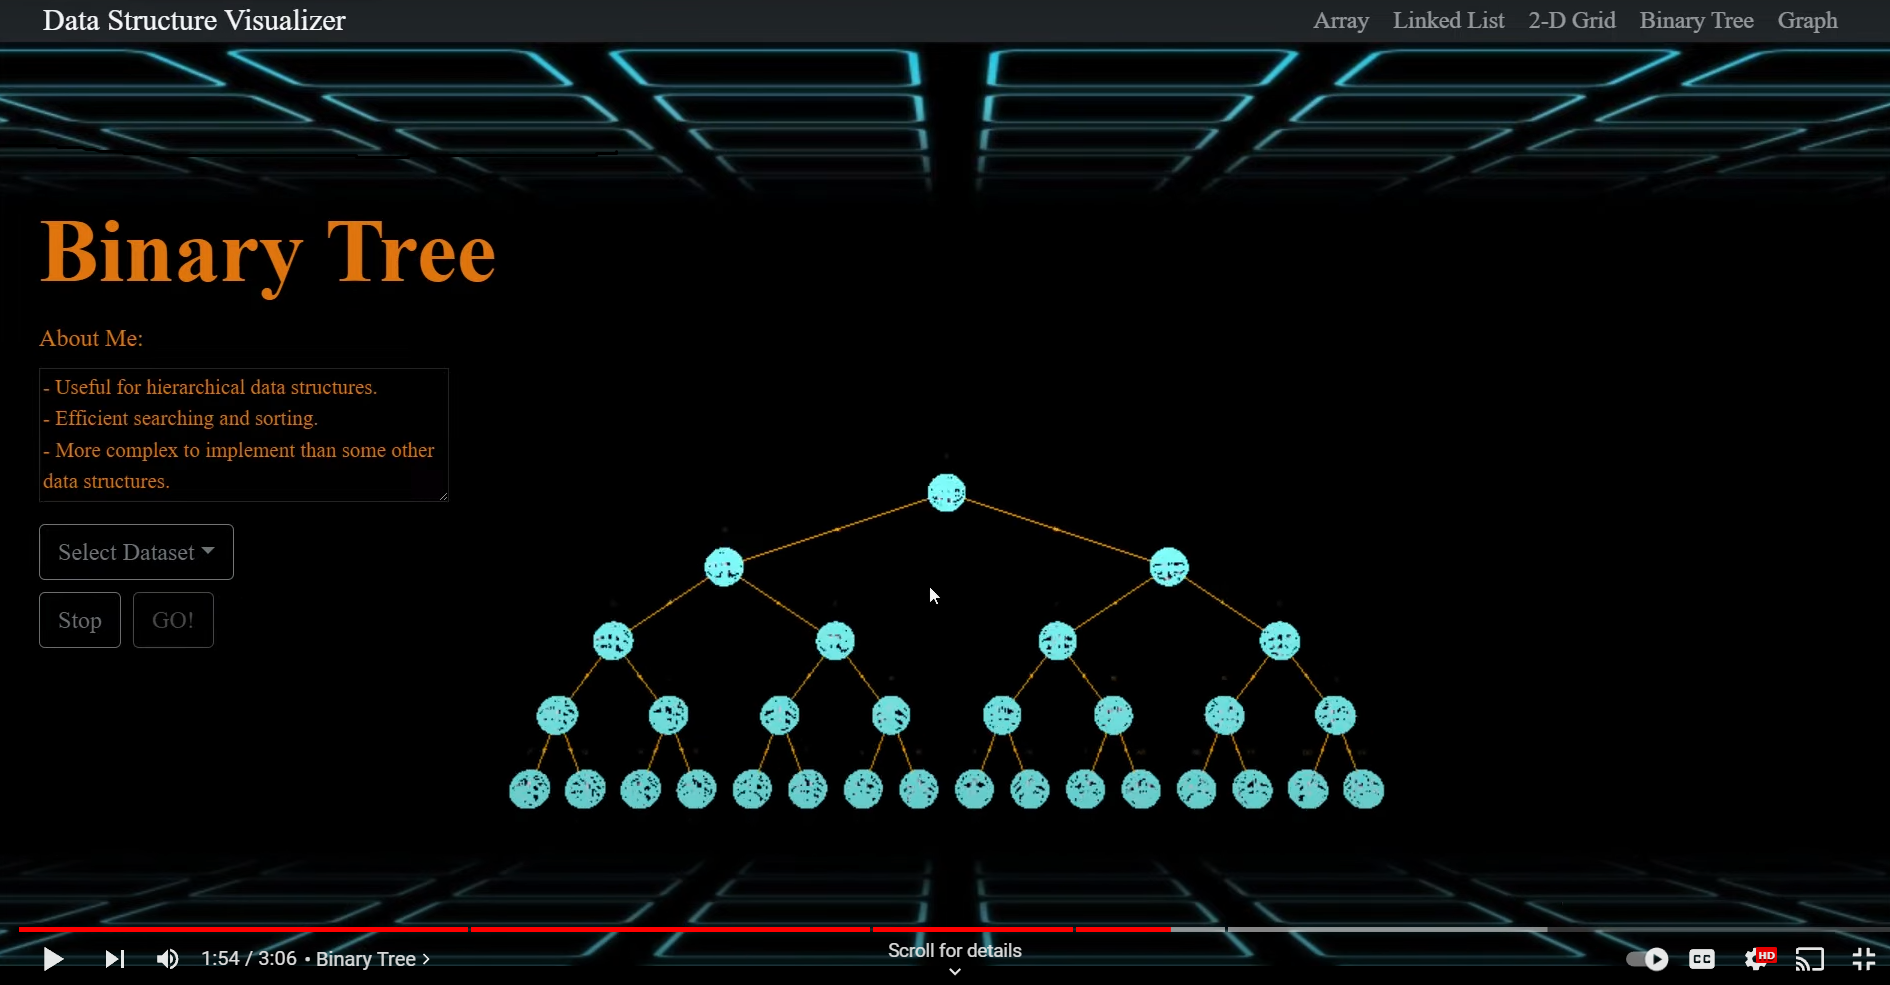 Data Structure Visualizer
Array Linked List 2-D Grid Binary Tree Graph
Binary Tree
About Me:
- Useful for hierarchical data structures.
- Efficient searching and sorting.
- More complex to implement than some other
data structures.
Select Dataset
Stop GO!
1:54 / 3:06 • Binary Tree
Scroll for details
CC
HD